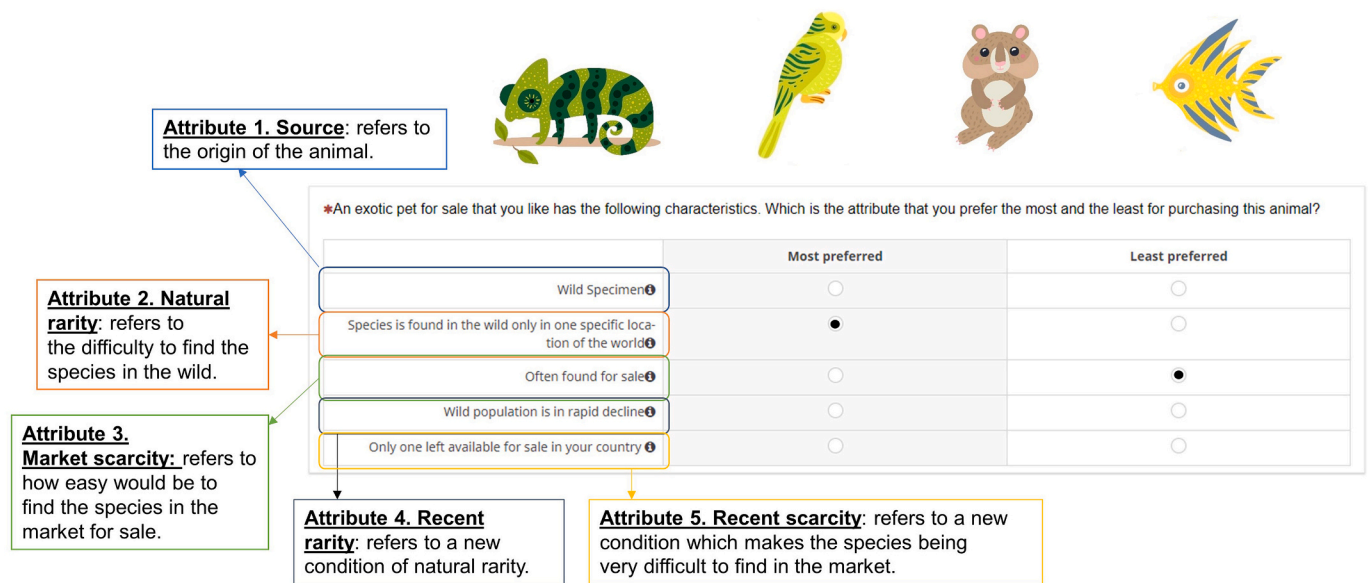 Attribute 1. Source: refers to
the origin of the animal.
*An exotic pet for sale that you like has the following characteristics. Which is the attribute that you prefer the most and the least for purchasing this animal?
Most preferred
Least preferred
Wild Specimen
Species is found in the wild only in one specific loca-
tion of the world
Often found for sale
Wild population is in rapid decline
Only one left available for sale in your country
Attribute 2. Natural
rarity: refers to
the difficulty to find the
species in the wild.
Attribute 3.
Market scarcity: refers to
how easy would be to
find the species in the
market for sale.
Attribute 4. Recent
rarity: refers to a new
condition of natural rarity.
Attribute 5. Recent scarcity: refers to a new
condition which makes the species being
very difficult to find in the market.